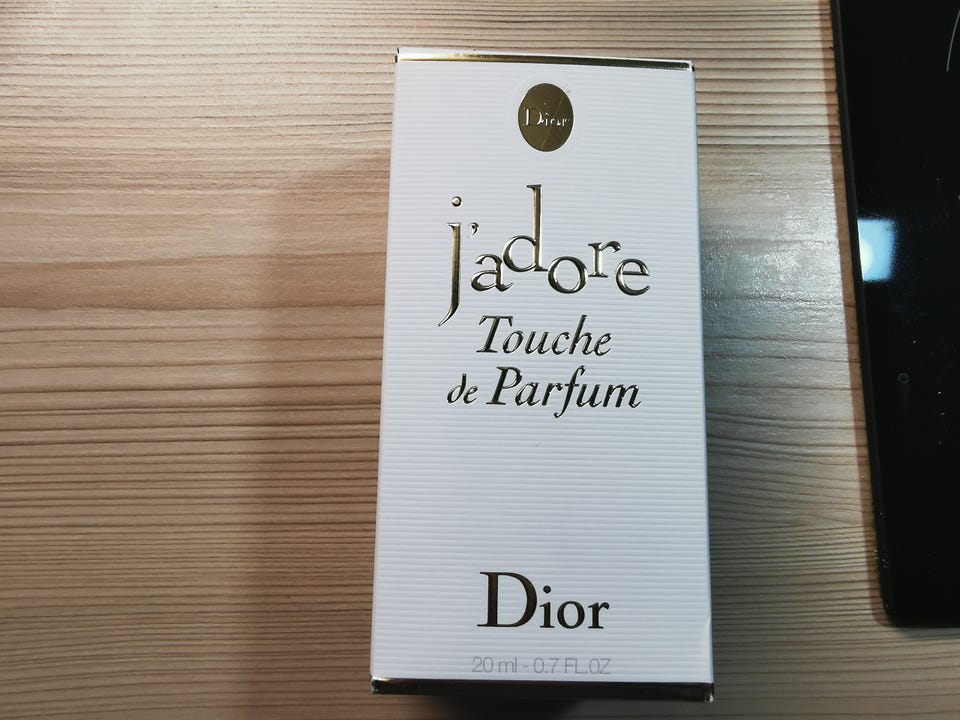 Dior
j'adore
Touche
de Parfum
Dior
20 ml - 0.7 FL.OZ